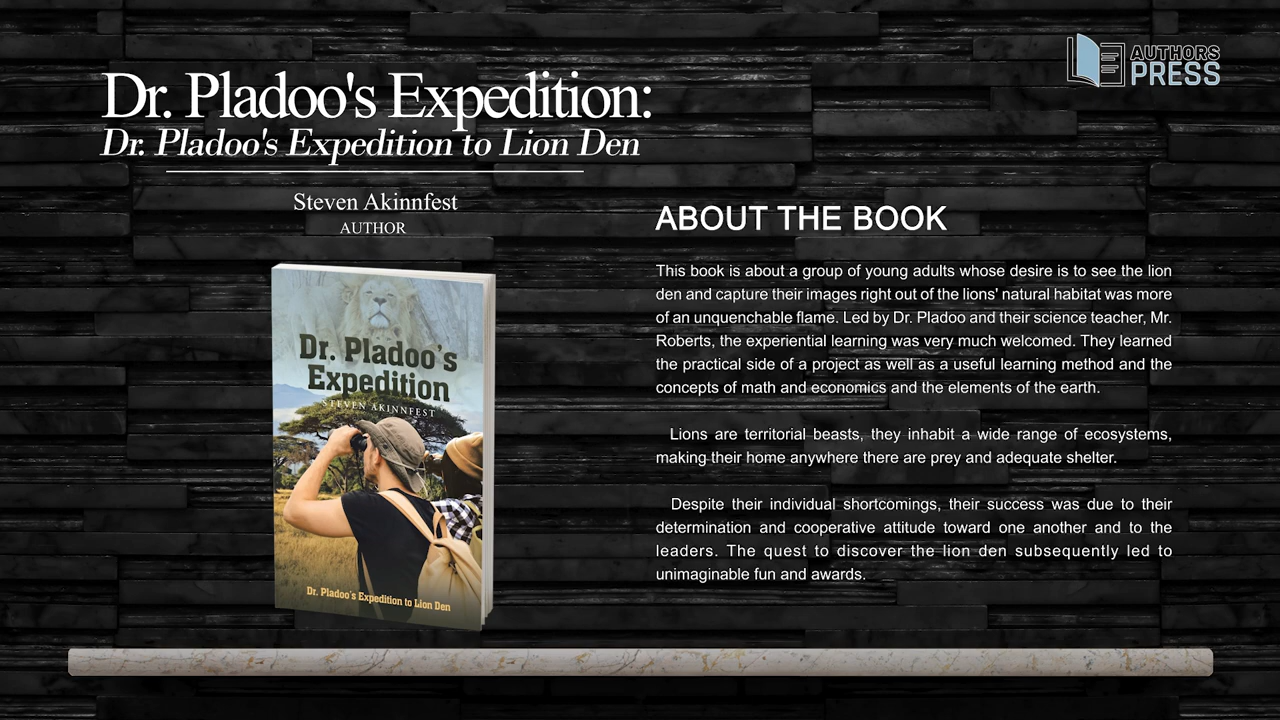 AUTHORS
PRESS
Dr. Pladoo's Expedition:
Dr. Pladoo's Expedition to Lion Den
Steven Akinnfest
AUTHOR
Dr. Pladoo's
Expedition
STEVEN AKINNFEST
Dr. Pladoo's Expedition to Lion Den
ABOUT THE BOOK
This book is about a group of young adults whose desire is to see the lion
den and capture their images right out of the lions' natural habitat was more
of an unquenchable flame. Led by Dr. Pladoo and their science teacher, Mr.
Roberts, the experiential learning was very much welcomed. They learned
the practical side of a project as well as a useful learning method and the
concepts of math and economics and the elements of the earth.
Lions are territorial beasts, they inhabit a wide range of ecosystems,
making their home anywhere there are prey and adequate shelter.
Despite their individual shortcomings, their success was due to their
determination and cooperative attitude toward one another and to the
leaders. The quest to discover the lion den subsequently led to
unimaginable fun and awards.